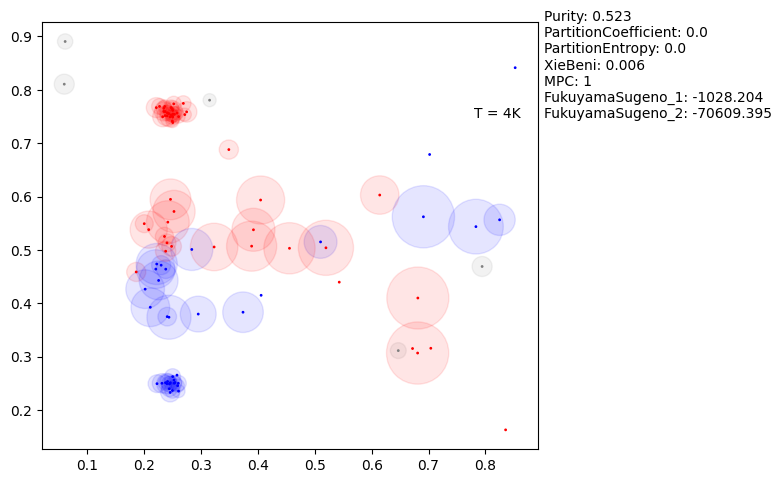 Purity: 0.523
PartitionCoefficient: 0.0
PartitionEntropy: 0.0
XieBeni: 0.006
MPC: 1
FukuyamaSugeno_1: -1028.204
FukuyamaSugeno_2: -70609.395
T = 4K
0.9
0.8
0.7
0.6
0.5
0.4
0.3
0.2
0.1 0.2 0.3 0.4 0.5 0.6 0.7 0.8